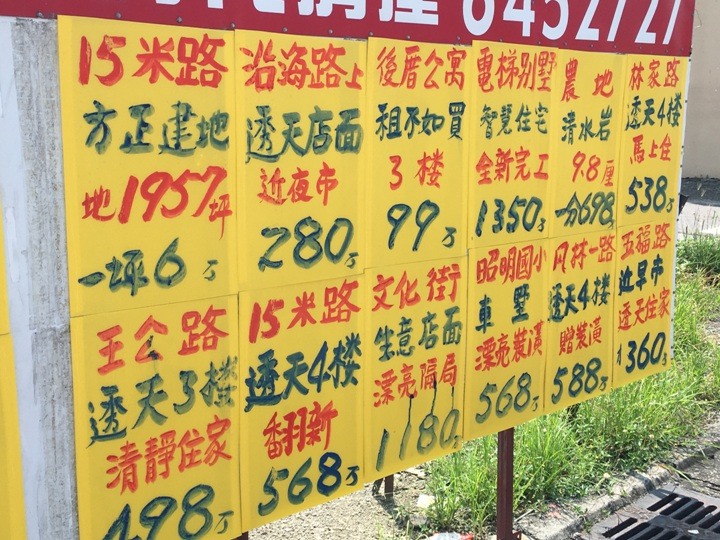 6452727
15米路
方正建地
地1957坪
一坪6万
沿海路上
透天店面
近夜市
280万
後厝公寓
租不如買
3樓
99万
電梯別墅
智慧住宅
全新完工
1350万
農地
清水岩
9.8厘
一分698万
林家路
透天4楼
馬上住
538万
王公路
透天3楼
清靜住家
498万
15米路
透天4楼
翻新
568万
文化街
生意店面
漂亮隔局
1180万
昭明國小
車墅
漂亮裝潢
568万
风林一路
透天4楼
贈裝潢
588万
五福路
近早市
透天住家
360万